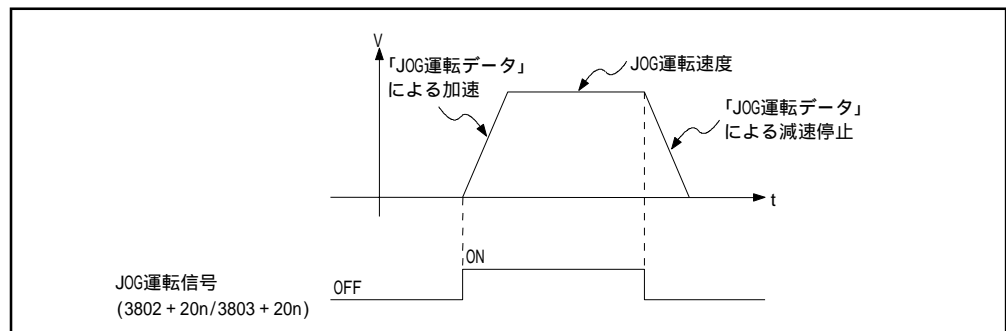 V
「JOG運転データ」
による加速
JOG運転速度
「JOG運転データ」
による減速停止
t
ON
JOG運転信号
OFF
(3802 + 20n/3803 + 20n)